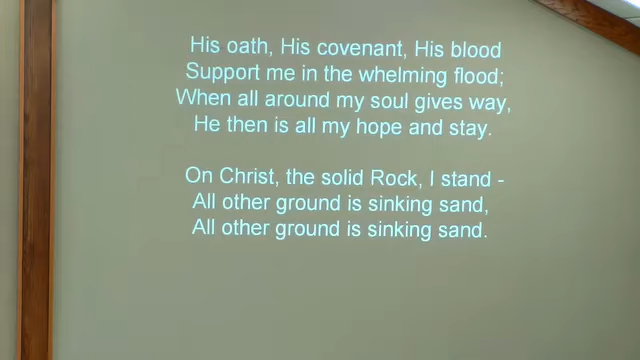 His oath, His covenant, His blood
Support me in the whelming flood;
When all around my soul gives way,
He then is all my hope and stay.
On Christ, the solid Rock, I stand -
All other ground is sinking sand,
All other ground is sinking sand.